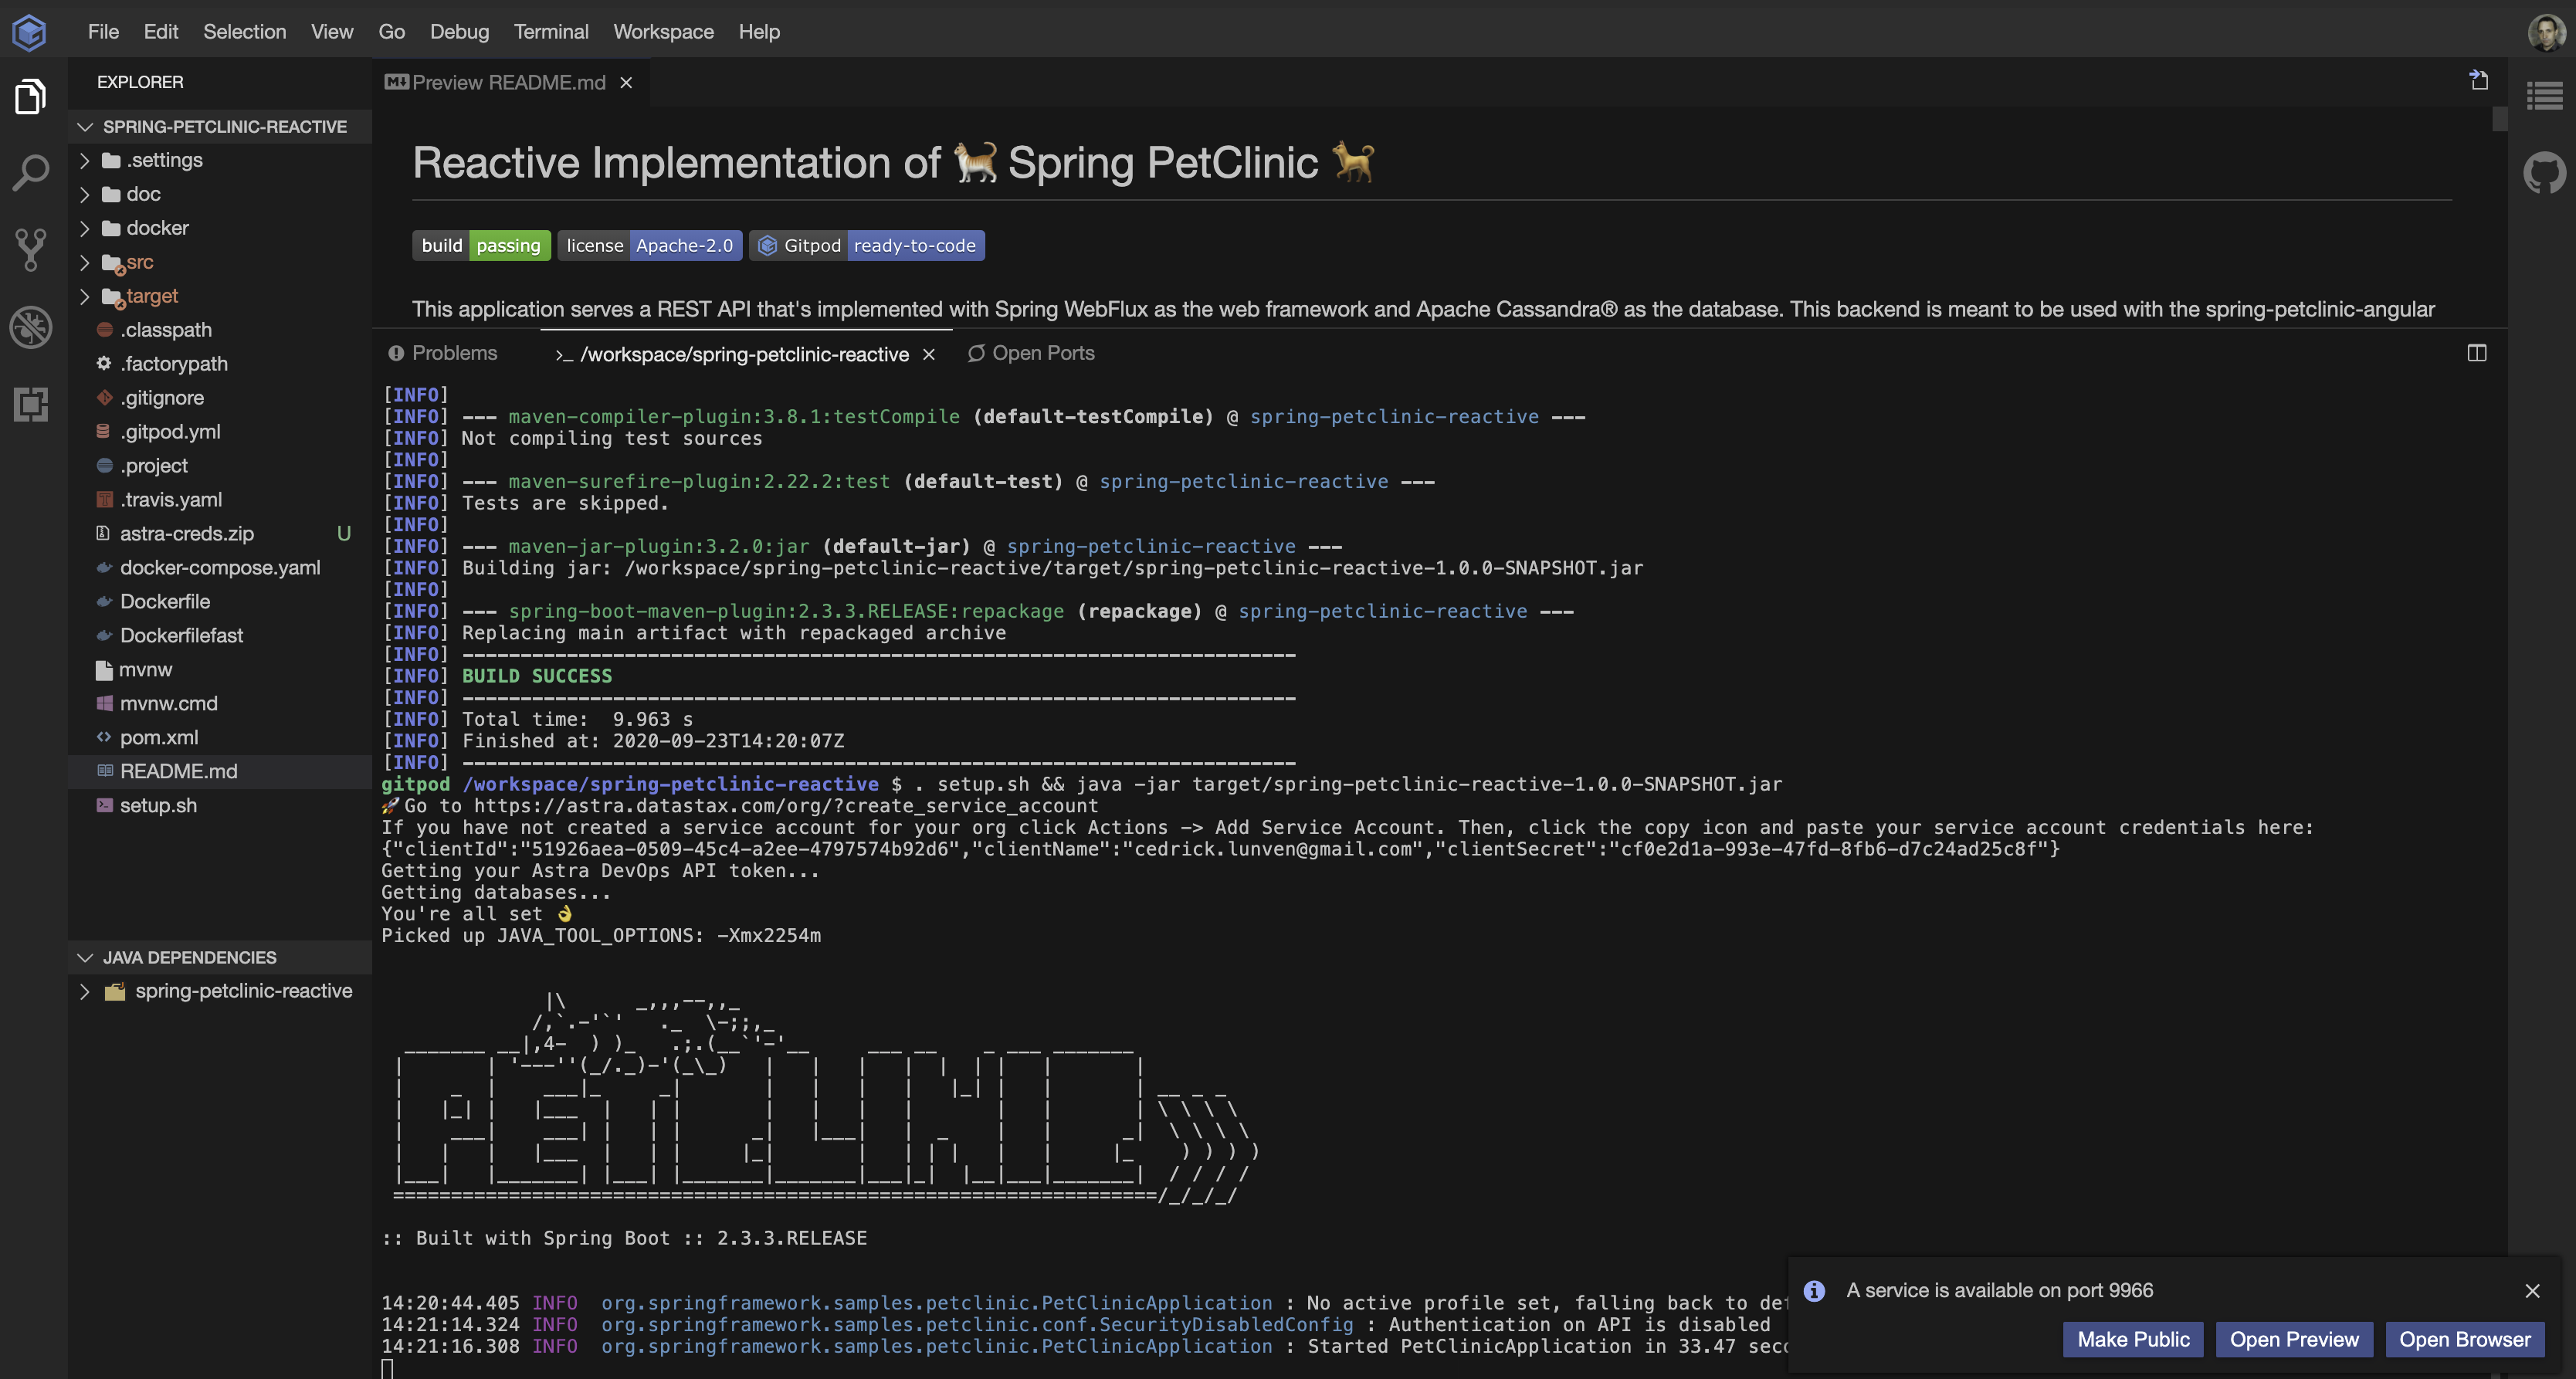 File Edit Selection View Go Debug Terminal Workspace Help
EXPLORER
SPRING-PETCLINIC-REACTIVE
.settings
doc
docker
src
target
.classpath
.factorypath
.gitignore
.gitpod.yml
.project
.travis.yaml
astra-creds.zip U
docker-compose.yaml
Dockerfile
Dockerfilefast
mvnw
mvnw.cmd
pom.xml
README.md
setup.sh
JAVA DEPENDENCIES
spring-petclinic-reactive
Preview README.md
Reactive Implementation of 🐈 Spring PetClinic 🐕
build passing license Apache-2.0 Gitpod ready-to-code
This application serves a REST API that's implemented with Spring WebFlux as the web framework and Apache Cassandra® as the database. This backend is meant to be used with the spring-petclinic-angular
Problems >_ /workspace/spring-petclinic-reactive Open Ports
[INFO]
[INFO] --- maven-compiler-plugin:3.8.1:testCompile (default-testCompile) @ spring-petclinic-reactive ---
[INFO] Not compiling test sources
[INFO]
[INFO] --- maven-surefire-plugin:2.22.2:test (default-test) @ spring-petclinic-reactive ---
[INFO] Tests are skipped.
[INFO]
[INFO] --- maven-jar-plugin:3.2.0:jar (default-jar) @ spring-petclinic-reactive ---
[INFO] Building jar: /workspace/spring-petclinic-reactive/target/spring-petclinic-reactive-1.0.0-SNAPSHOT.jar
[INFO]
[INFO] --- spring-boot-maven-plugin:2.3.3.RELEASE:repackage (repackage) @ spring-petclinic-reactive ---
[INFO] Replacing main artifact with repackaged archive
[INFO] ------------------------------------------------------------------------
[INFO] BUILD SUCCESS
[INFO] ------------------------------------------------------------------------
[INFO] Total time:  9.963 s
[INFO] Finished at: 2020-09-23T14:20:07Z
[INFO] ------------------------------------------------------------------------
gitpod /workspace/spring-petclinic-reactive $ . setup.sh && java -jar target/spring-petclinic-reactive-1.0.0-SNAPSHOT.jar
🚀Go to https://astra.datastax.com/org/?create_service_account
If you have not created a service account for your org click Actions -> Add Service Account. Then, click the copy icon and paste your service account credentials here:
{"clientId":"51926aea-0509-45c4-a2ee-4797574b92d6","clientName":"cedrick.lunven@gmail.com","clientSecret":"cf0e2d1a-993e-47fd-8fb6-d7c24ad25c8f"}
Getting your Astra DevOps API token...
Getting databases...
You're all set 👌
Picked up JAVA_TOOL_OPTIONS: -Xmx2254m
PETCLINIC
:: Built with Spring Boot :: 2.3.3.RELEASE
14:20:44.405 INFO  org.springframework.samples.petclinic.PetClinicApplication : No active profile set, falling back to def
14:21:14.324 INFO  org.springframework.samples.petclinic.conf.SecurityDisabledConfig : Authentication on API is disabled
14:21:16.308 INFO  org.springframework.samples.petclinic.PetClinicApplication : Started PetClinicApplication in 33.47 seco
A service is available on port 9966
Make Public Open Preview Open Browser